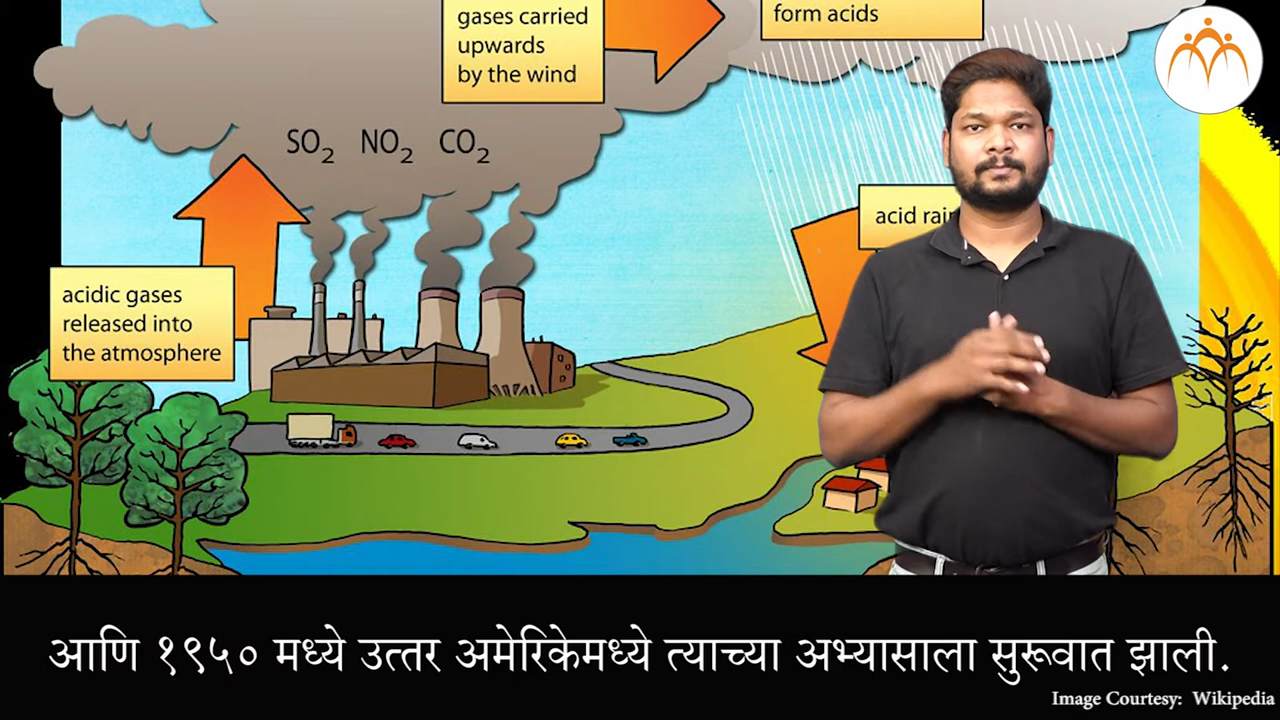 gases carried
upwards
by the wind
form acids
SO₂ NO₂ CO₂
acid rain
acidic gases
released into
the atmosphere
आणि १९५० मध्ये उत्तर अमेरिकेमध्ये त्याच्या अभ्यासाला सुरूवात झाली.
Image Courtesy: Wikipedia